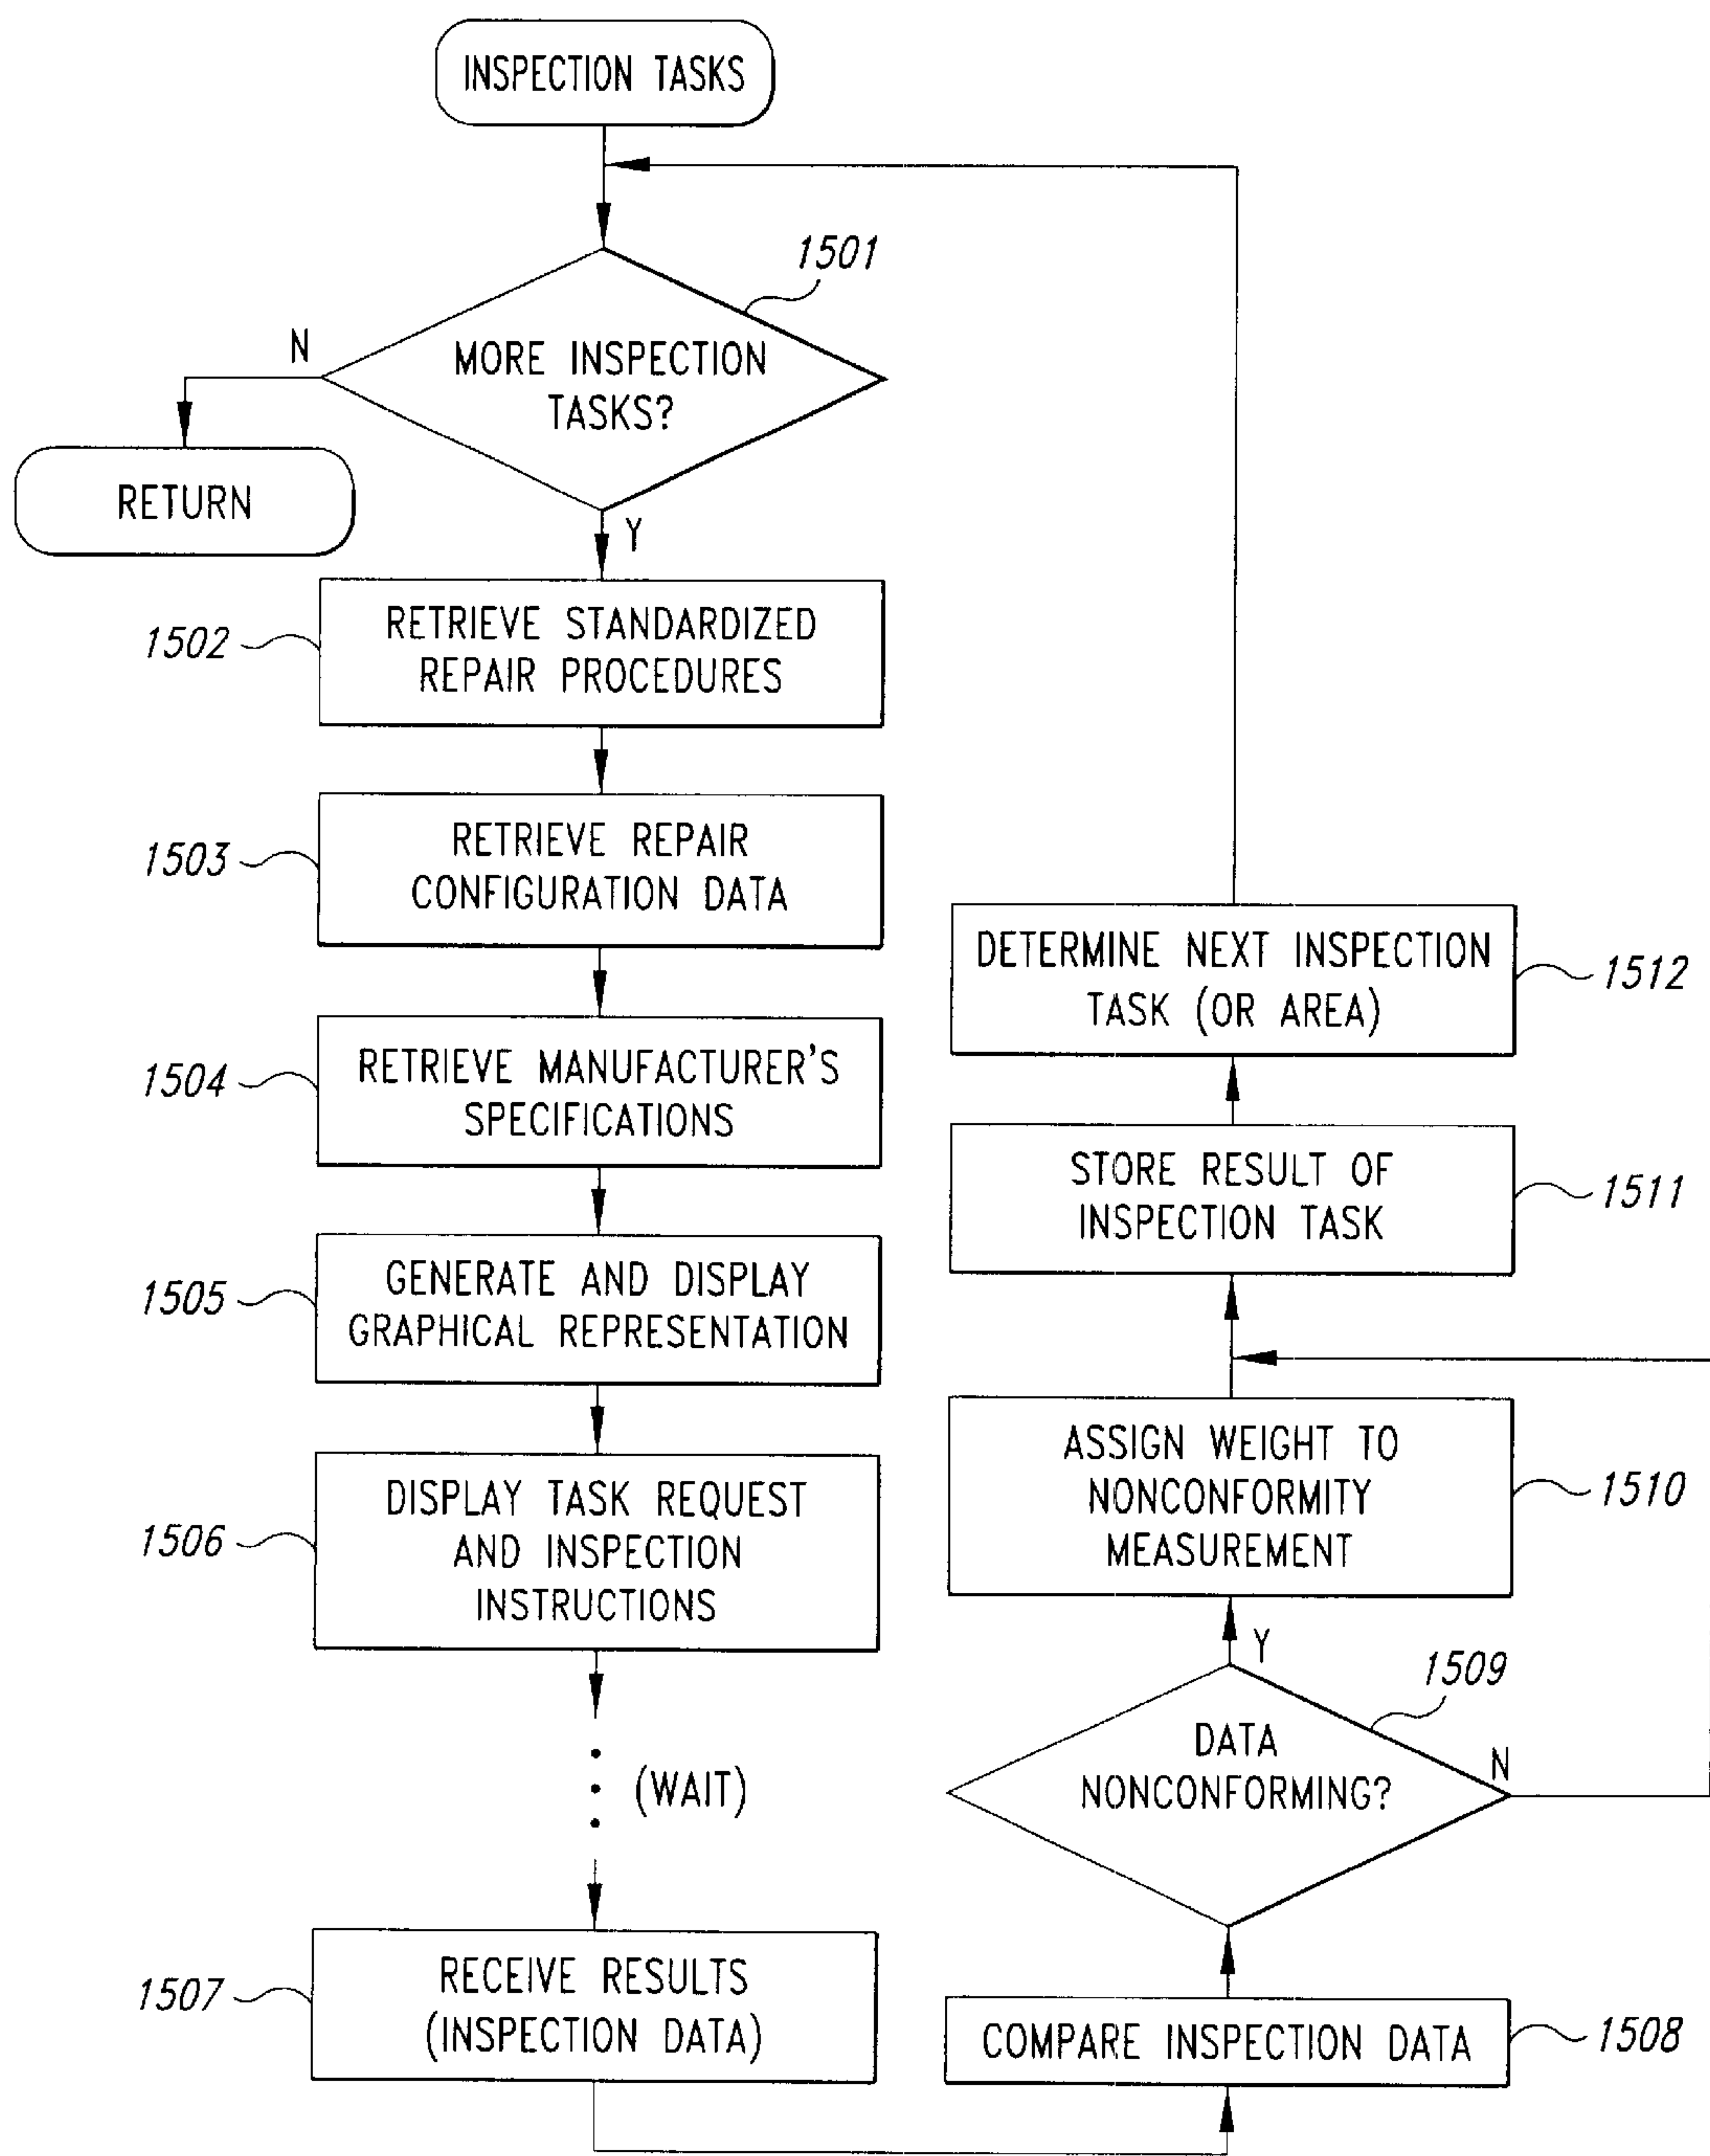 INSPECTION TASKS
1501
MORE INSPECTION
TASKS?
N
RETURN
Y
1502
RETRIEVE STANDARDIZED
REPAIR PROCEDURES
1503
RETRIEVE REPAIR
CONFIGURATION DATA
1504
RETRIEVE MANUFACTURER'S
SPECIFICATIONS
1505
GENERATE AND DISPLAY
GRAPHICAL REPRESENTATION
1506
DISPLAY TASK REQUEST
AND INSPECTION
INSTRUCTIONS
(WAIT)
1507
RECEIVE RESULTS
(INSPECTION DATA)
COMPARE INSPECTION DATA
1508
DATA
NONCONFORMING?
1509
N
Y
ASSIGN WEIGHT TO
NONCONFORMITY
MEASUREMENT
1510
STORE RESULT OF
INSPECTION TASK
1511
DETERMINE NEXT INSPECTION
TASK (OR AREA)
1512